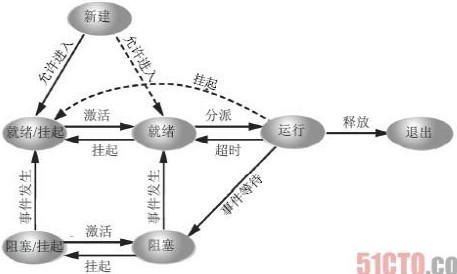 新建
允许进入
允许进入
挂起
就绪/挂起
激活
挂起
就绪
分派
超时
运行
释放
退出
事件发生
事件发生
事件等待
阻塞/挂起
激活
挂起
阻塞
51CTO.co